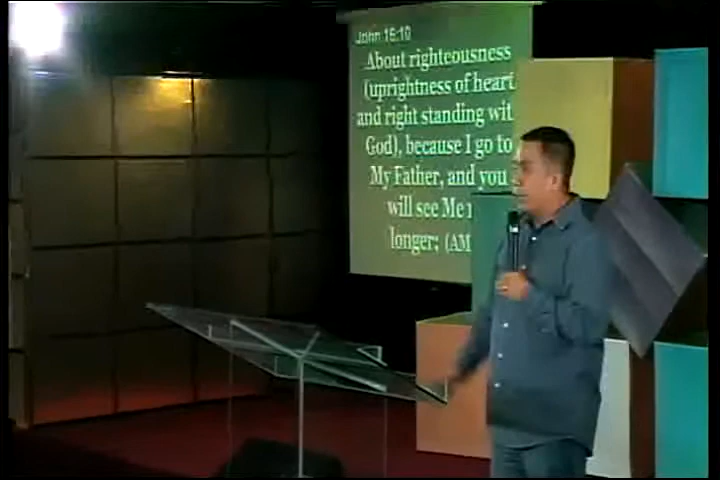 John 16:10
About righteousness
(uprightness of heart
and right standing wit
God), because I go to
My Father, and you
will see Me
longer; (AM